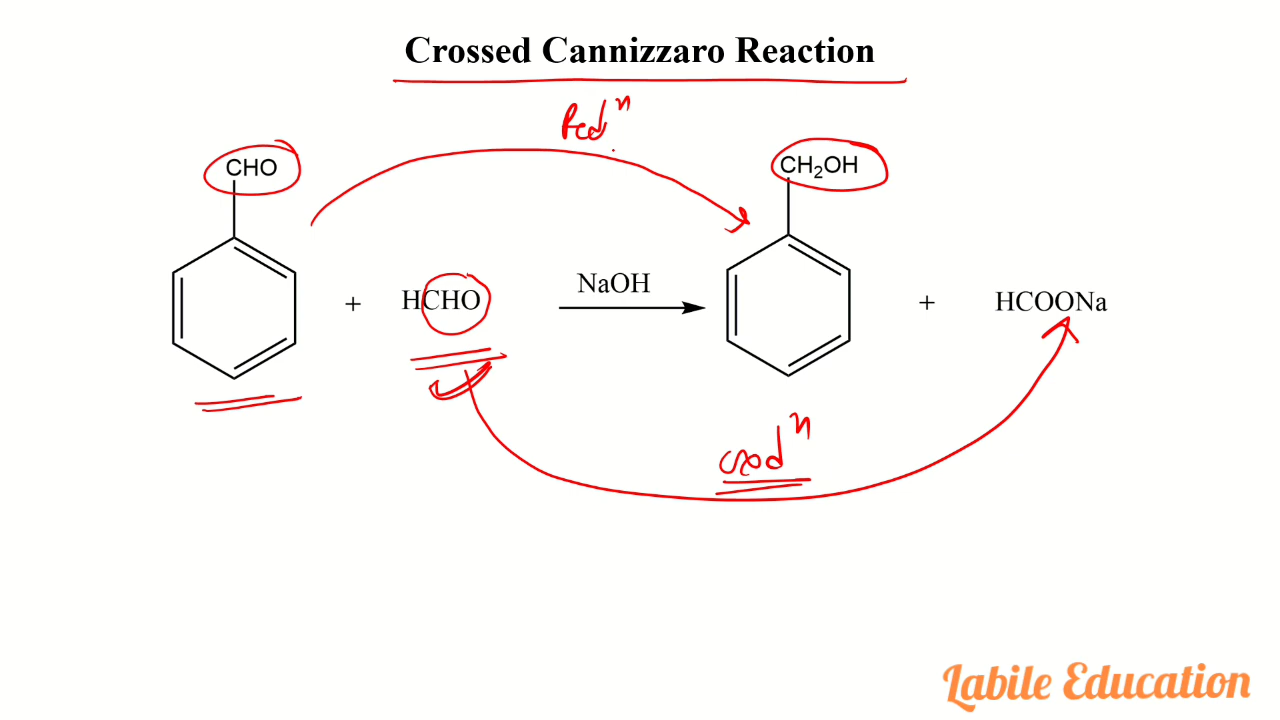 Crossed Cannizzaro Reaction
Redⁿ
CHO
CH₂OH
+ HCHO NaOH + HCOONa
oxdⁿ
Labile Education